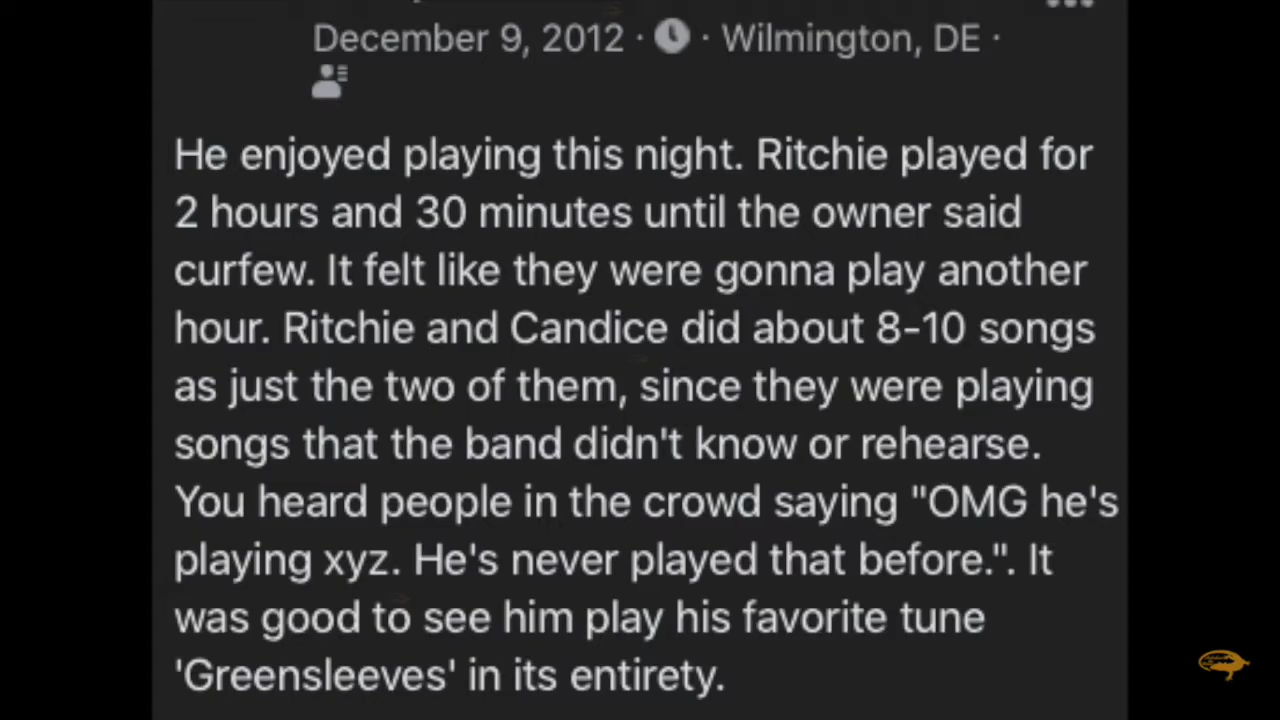 December 9, 2012 · · Wilmington, DE ·
He enjoyed playing this night. Ritchie played for
2 hours and 30 minutes until the owner said
curfew. It felt like they were gonna play another
hour. Ritchie and Candice did about 8-10 songs
as just the two of them, since they were playing
songs that the band didn't know or rehearse.
You heard people in the crowd saying "OMG he's
playing xyz. He's never played that before.". It
was good to see him play his favorite tune
'Greensleeves' in its entirety.